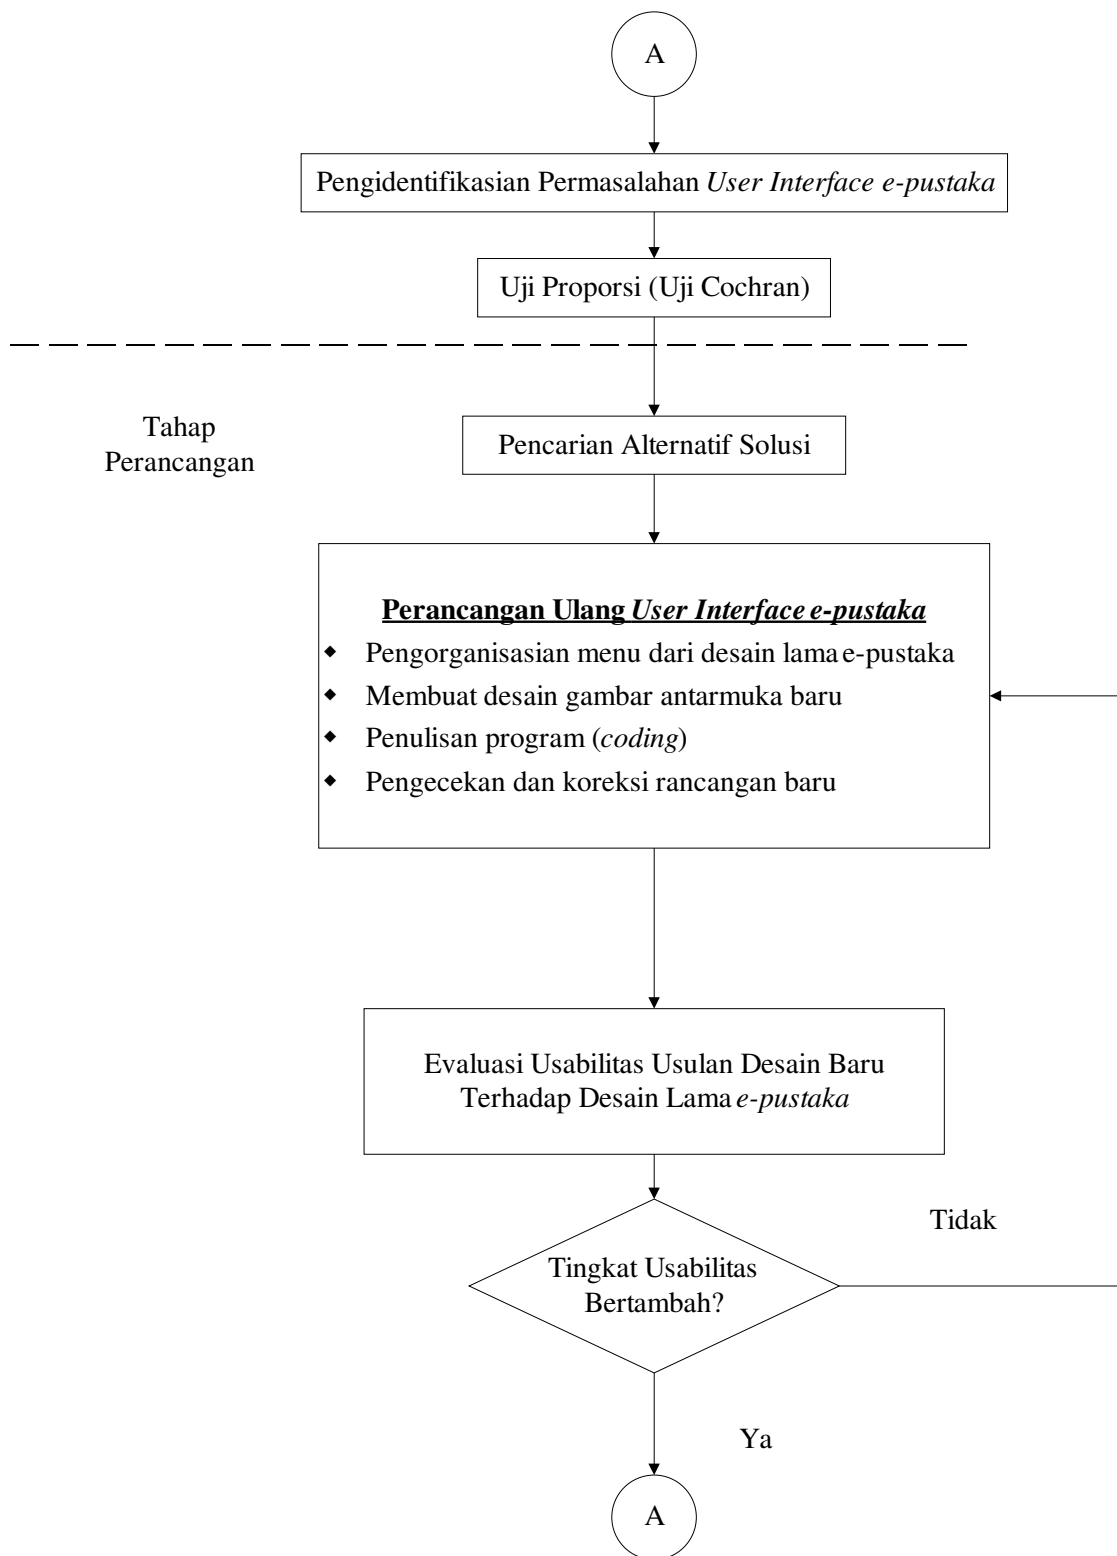 A
Pengidentifikasian Permasalahan User Interface e-pustaka
Uji Proporsi (Uji Cochran)
Tahap
Perancangan
Pencarian Alternatif Solusi
Perancangan Ulang User Interface e-pustaka
◆ Pengorganisasian menu dari desain lama e-pustaka
◆ Membuat desain gambar antarmuka baru
◆ Penulisan program (coding)
◆ Pengecekan dan koreksi rancangan baru
Evaluasi Usabilitas Usulan Desain Baru
Terhadap Desain Lama e-pustaka
Tidak
Tingkat Usabilitas
Bertambah?
Ya
A